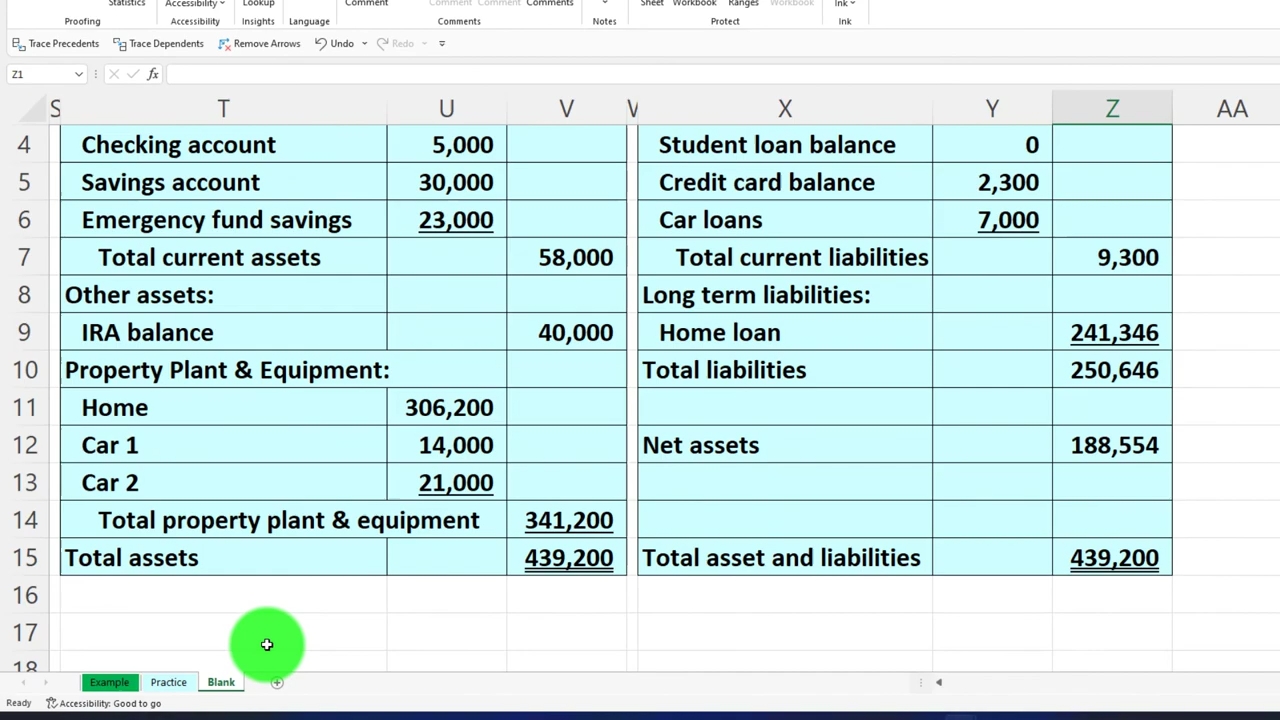 Statistics Accessibility Lookup Comment Comments Sheet Workbook Ranges Workbook Ink
Proofing Accessibility Insights Language Comments Notes Protect Ink
Trace Precedents Trace Dependents Remove Arrows Undo Redo
Z1 fx
S T U V W X Y Z AA
4 Checking account 5,000 Student loan balance 0
5 Savings account 30,000 Credit card balance 2,300
6 Emergency fund savings 23,000 Car loans 7,000
7 Total current assets 58,000 Total current liabilities 9,300
8 Other assets: Long term liabilities:
9 IRA balance 40,000 Home loan 241,346
10 Property Plant & Equipment: Total liabilities 250,646
11 Home 306,200
12 Car 1 14,000 Net assets 188,554
13 Car 2 21,000
14 Total property plant & equipment 341,200
15 Total assets 439,200 Total asset and liabilities 439,200
16
17
18
Example Practice Blank
Ready Accessibility: Good to go